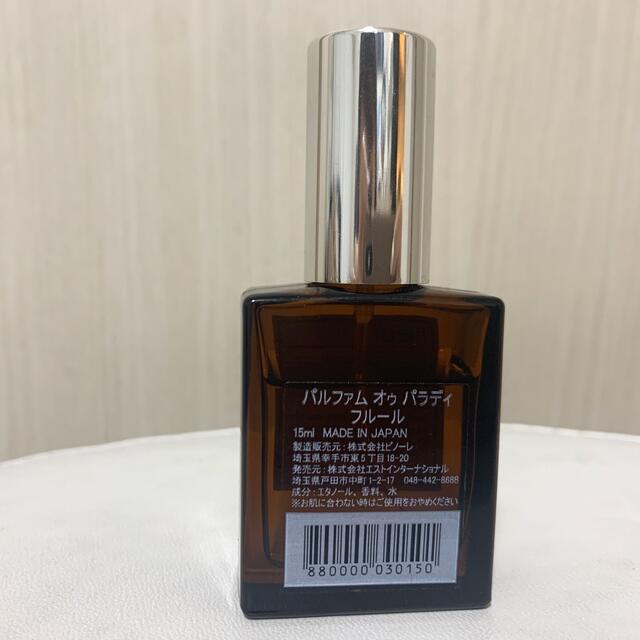 パルファム オゥ パラディ
フルール
15ml MADE IN JAPAN
製造販売元：株式会社ピノーレ
埼玉県幸手市東5丁目18-20
発売元：株式会社エストインターナショナル
埼玉県戸田市中町1-2-17 048-442-8688
成分：エタノール、香料、水
※お肌に合わない時はご使用をおやめください。
880000 030150